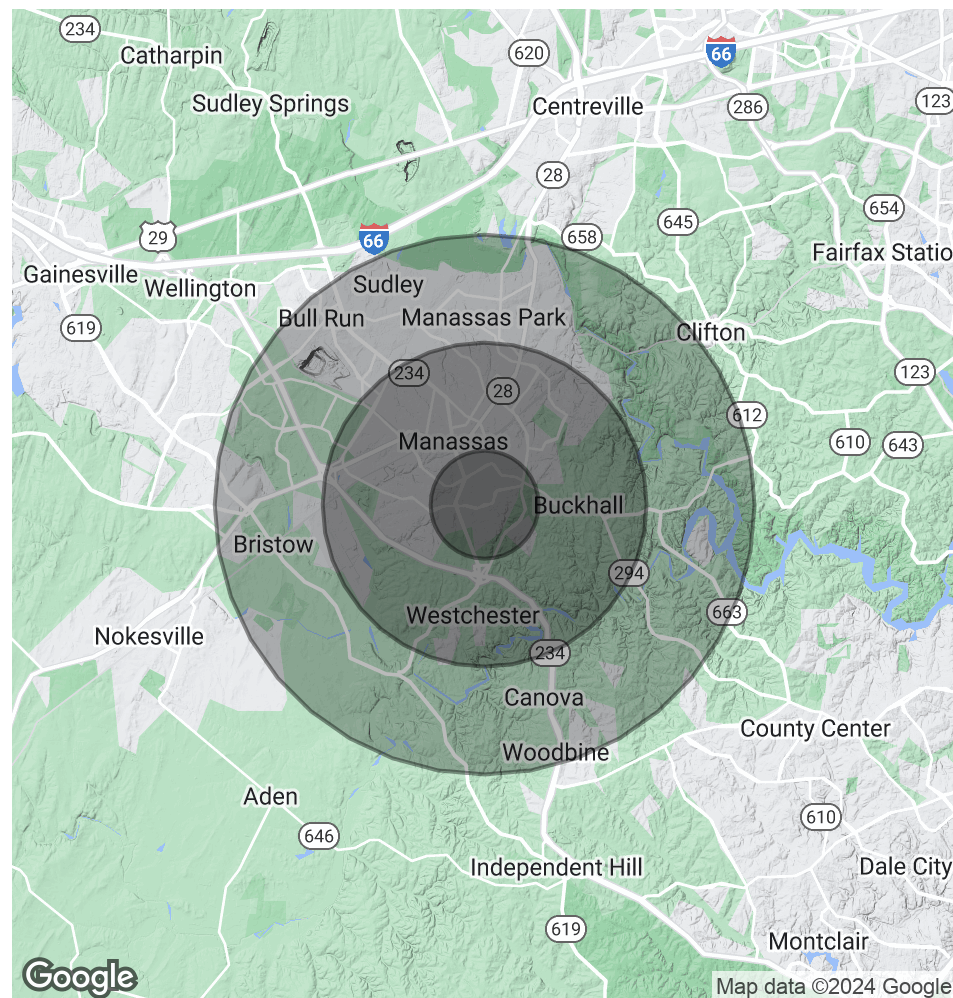 234
Catharpin
620
66
Sudley Springs
Centreville
286
123
28
645
654
29
66
658
Fairfax Statio
Gainesville
Wellington
Sudley
619
Bull Run
Manassas Park
Clifton
234
28
123
612
Manassas
610
643
Buckhall
Bristow
294
Westchester
663
Nokesville
234
Canova
County Center
Woodbine
Aden
646
610
Independent Hill
Dale City
619
Montclair
Google
Map data ©2024 Google